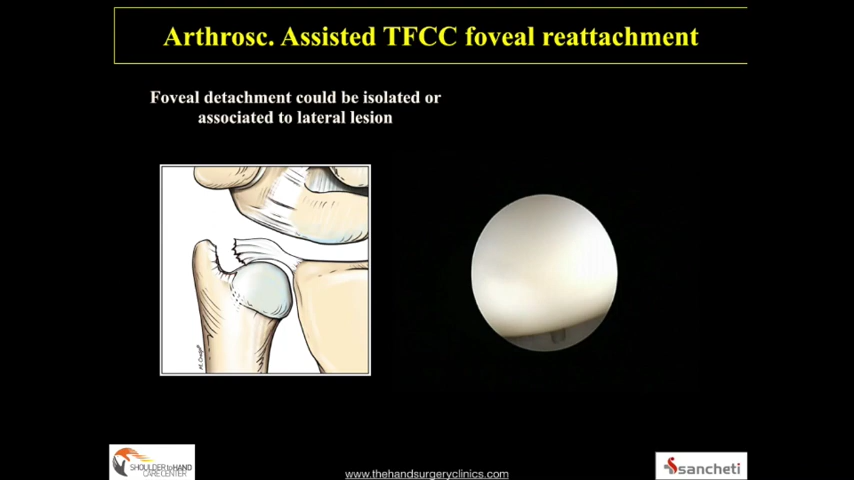 Arthrosc. Assisted TFCC foveal reattachment
Foveal detachment could be isolated or
associated to lateral lesion
SHOULDER to HAND
CARE CENTER
www.thehandsurgeryclinics.com
sancheti